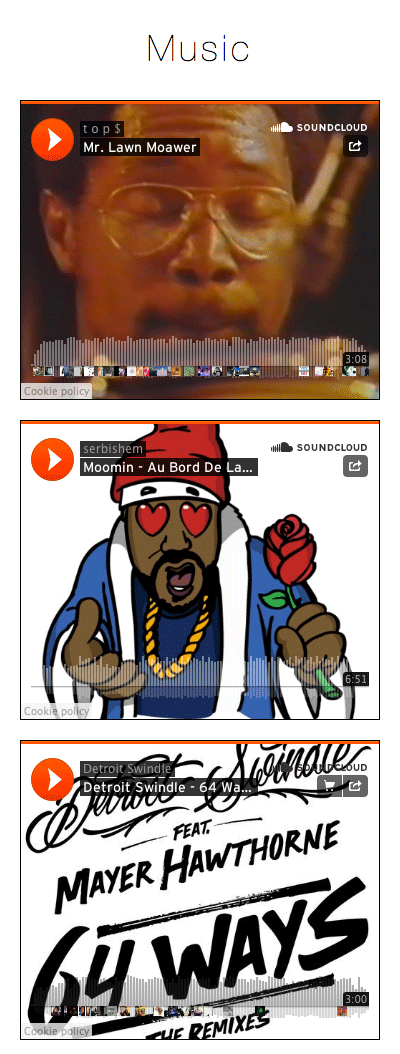 Music
t o p $
SOUNDCLOUD
Mr. Lawn Moawer
3:08
Cookie policy
serbishem
SOUNDCLOUD
Moomin - Au Bord De La...
6:51
Cookie policy
Detroit Swindle
Detroit Swindle
SOUNDCLOUD
Detroit Swindle - 64 Wa...
FEAT.
MAYER HAWTHORNE
64 WAYS
3:00
THE REMIXES
Cookie policy